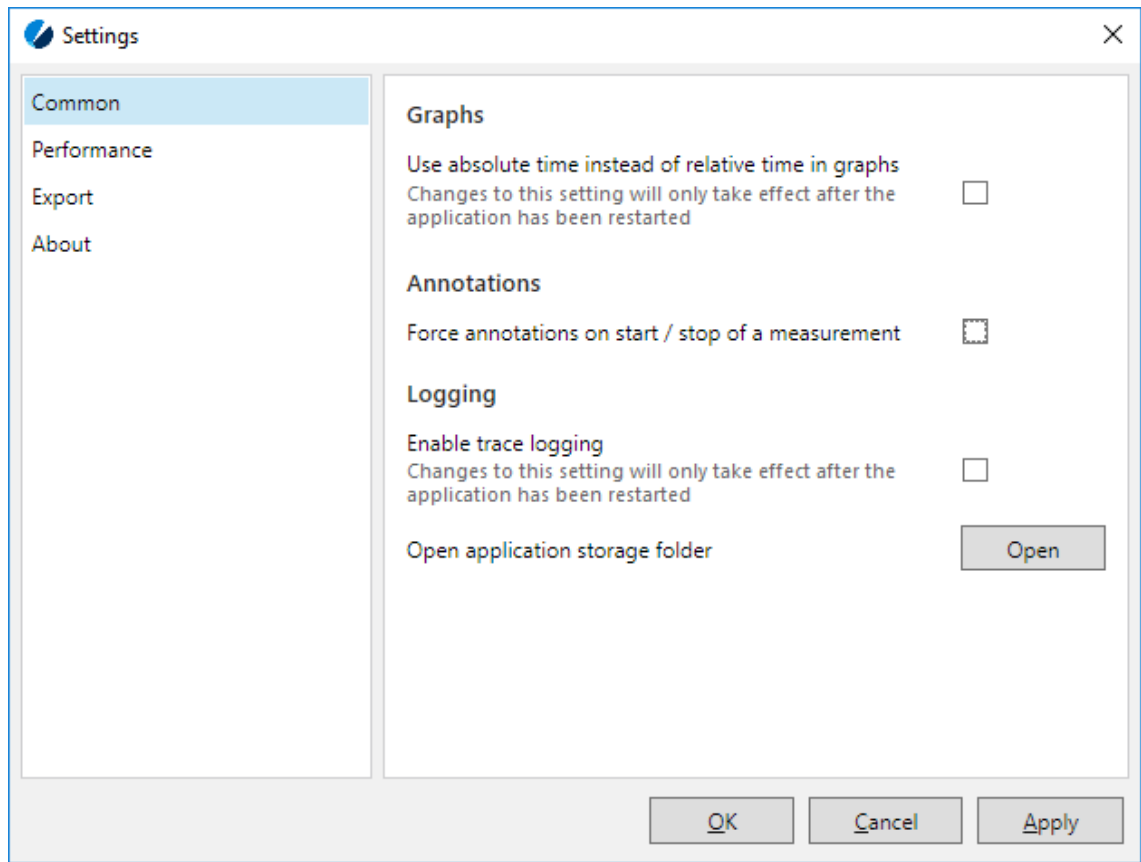 Settings
Common
Performance
Export
About
Graphs
Use absolute time instead of relative time in graphs
Changes to this setting will only take effect after the
application has been restarted
Annotations
Force annotations on start / stop of a measurement
Logging
Enable trace logging
Changes to this setting will only take effect after the
application has been restarted
Open application storage folder
Open
OK
Cancel
Apply